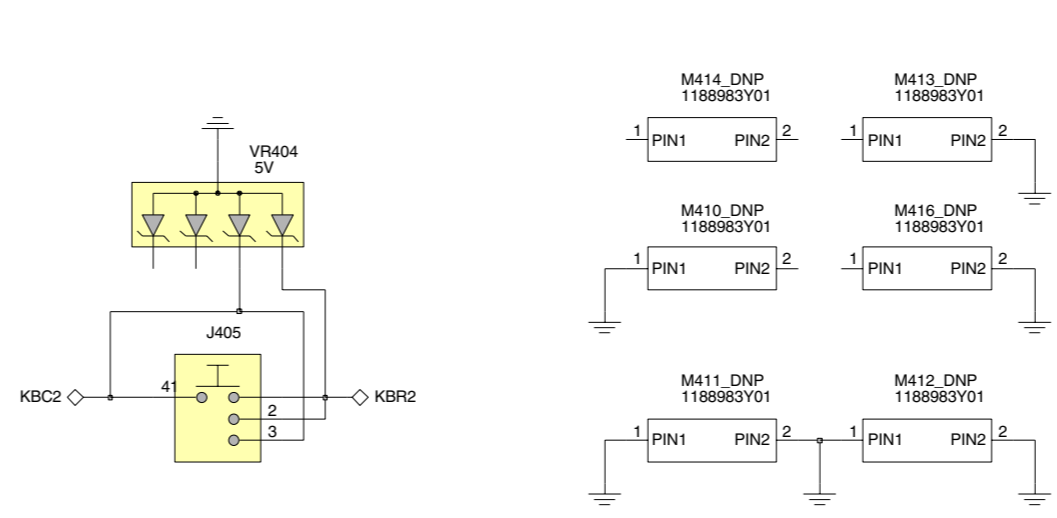 M414_DNP
1188983Y01
1
PIN1
PIN2
2
M413_DNP
1188983Y01
1
PIN1
PIN2
2
VR404
5V
M410_DNP
1188983Y01
1
PIN1
PIN2
2
M416_DNP
1188983Y01
1
PIN1
PIN2
2
J405
KBC2
41
2
3
KBR2
M411_DNP
1188983Y01
1
PIN1
PIN2
2
M412_DNP
1188983Y01
1
PIN1
PIN2
2